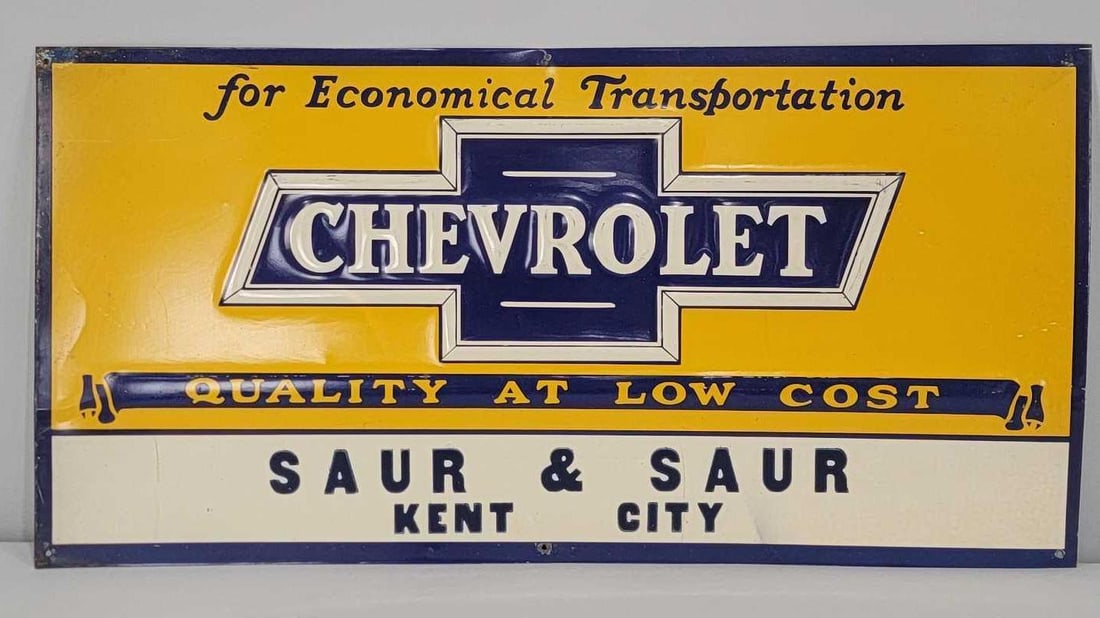 for Economical Transportation
CHEVROLET
QUALITY AT LOW COST
SAUR & SAUR
KENT CITY